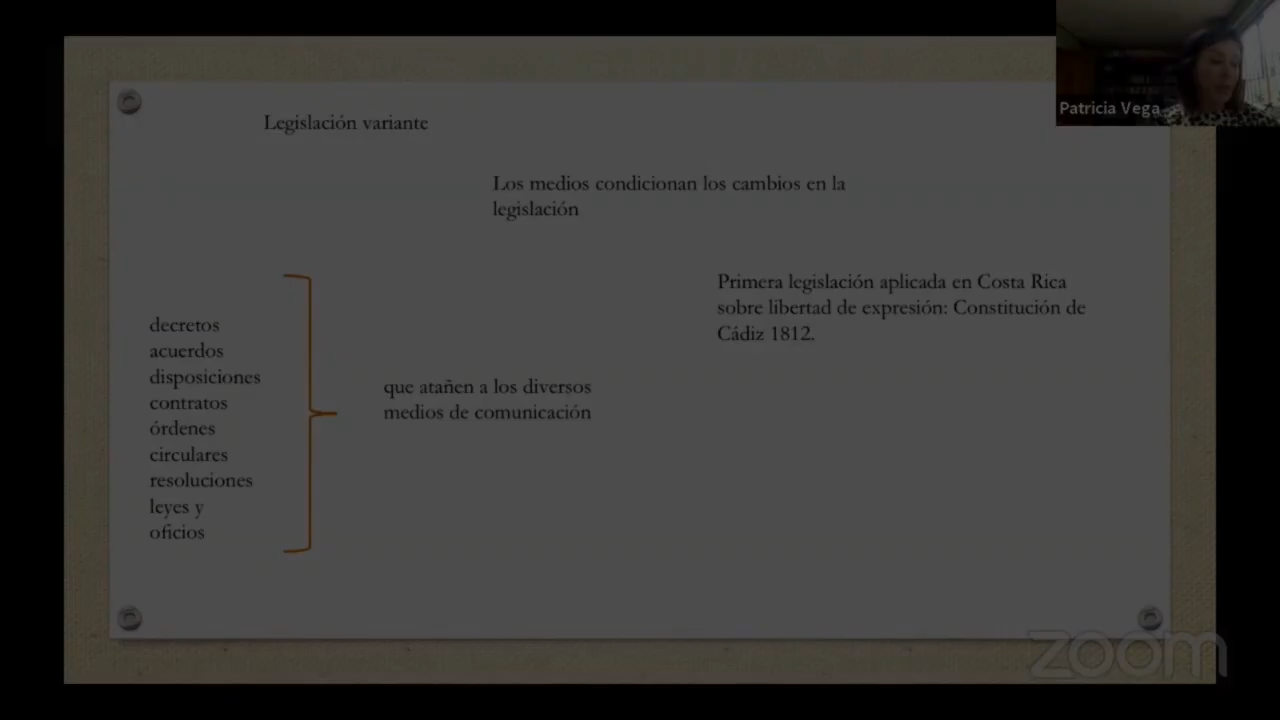 Patricia Vega
Legislación variante
Los medios condicionan los cambios en la
legislación
Primera legislación aplicada en Costa Rica
sobre libertad de expresión: Constitución de
Cádiz 1812.
decretos
acuerdos
disposiciones
contratos
órdenes
circulares
resoluciones
leyes y
oficios
que atañen a los diversos
medios de comunicación
zoom